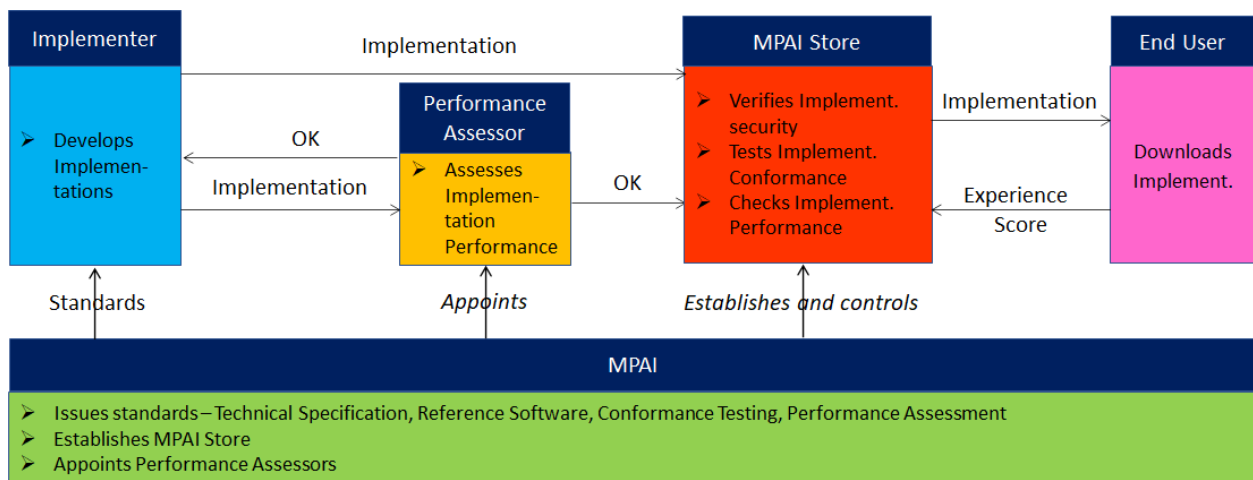 Implementer
Implementation
MPAI Store
End User
➢ Develops
Implemen-
tations
OK
Implementation
Performance
Assessor
➢ Assesses
Implemen-
tation
Performance
OK
➢ Verifies Implement.
security
➢ Tests Implement.
Conformance
➢ Checks Implement.
Performance
Implementation
Experience
Score
Downloads
Implement.
Standards
Appoints
Establishes and controls
MPAI
➢ Issues standards – Technical Specification, Reference Software, Conformance Testing, Performance Assessment
➢ Establishes MPAI Store
➢ Appoints Performance Assessors